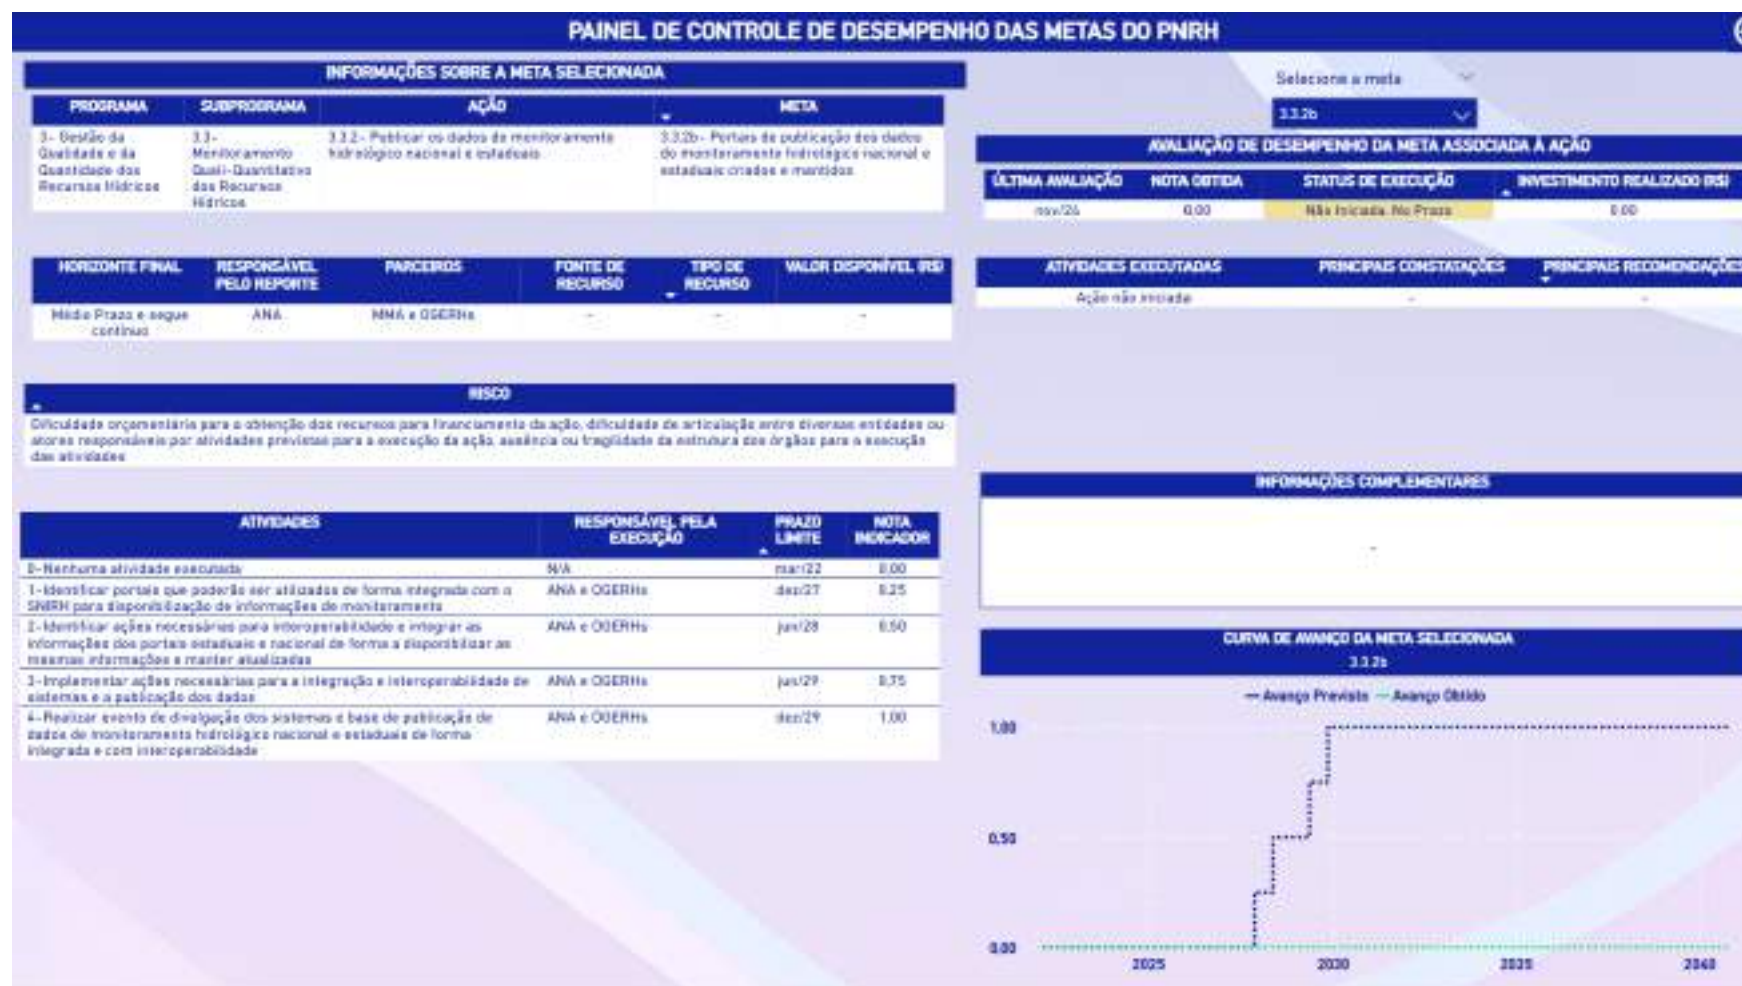 PAINEL DE CONTROLE DE DESEMPENHO DAS METAS DO PNRH
INFORMAÇÕES SOBRE A META SELECIONADA
PROGRAMA SUBPROGRAMA AÇÃO META
3- Gestão da Qualidade e da Quantidade dos Recursos Hídricos
3.3- Monitoramento Quali-Quantitativo dos Recursos Hídricos
3.3.2- Publicar os dados de monitoramento hidrológico nacional e estaduais
3.3.2b- Portais de publicação dos dados do monitoramento hidrológico nacional e estaduais criados e mantidos
HORIZONTE FINAL RESPONSÁVEL PELO REPORTE PARCEIROS FONTE DE RECURSO TIPO DE RECURSO VALOR DISPONÍVEL (R$)
Médio Prazo e segue contínuo ANA MMA e OGERHs - - -
RISCO
Dificuldade orçamentária para a obtenção dos recursos para financiamento da ação, dificuldade de articulação entre diversas entidades ou
atores responsáveis por atividades previstas para a execução da ação, ausência ou fragilidade da estrutura dos órgãos para a execução
das atividades
ATIVIDADES RESPONSÁVEL PELA EXECUÇÃO PRAZO LIMITE NOTA INDICADOR
0-Nenhuma atividade executada N/A mar/22 0,00
1-Identificar portais que poderão ser utilizados de forma integrada com o SNIRH para disponibilização de informações de monitoramento ANA e OGERHs dez/27 0,25
2-Identificar ações necessárias para interoperabilidade e integrar as informações dos portais estaduais e nacional de forma a disponibilizar as mesmas informações e manter atualizadas ANA e OGERHs jun/28 0,50
3-Implementar ações necessárias para a integração e interoperabilidade de sistemas e a publicação dos dados ANA e OGERHs jun/29 0,75
4-Realizar evento de divulgação dos sistemas e base de publicação de dados de monitoramento hidrológico nacional e estaduais de forma integrada e com interoperabilidade ANA e OGERHs dez/29 1,00
Selecione a meta
3.3.2b
AVALIAÇÃO DE DESEMPENHO DA META ASSOCIADA À AÇÃO
ÚLTIMA AVALIAÇÃO NOTA OBTIDA STATUS DE EXECUÇÃO INVESTIMENTO REALIZADO (R$)
nov/24 0,00 Não Iniciada. No Prazo 0,00
ATIVIDADES EXECUTADAS PRINCIPAIS CONSTATAÇÕES PRINCIPAIS RECOMENDAÇÕES
Ação não iniciada - -
INFORMAÇÕES COMPLEMENTARES
-
CURVA DE AVANÇO DA META SELECIONADA
3.3.2b
Avanço Previsto Avanço Obtido
1,00
0,50
0,00
2025 2030 2035 2040